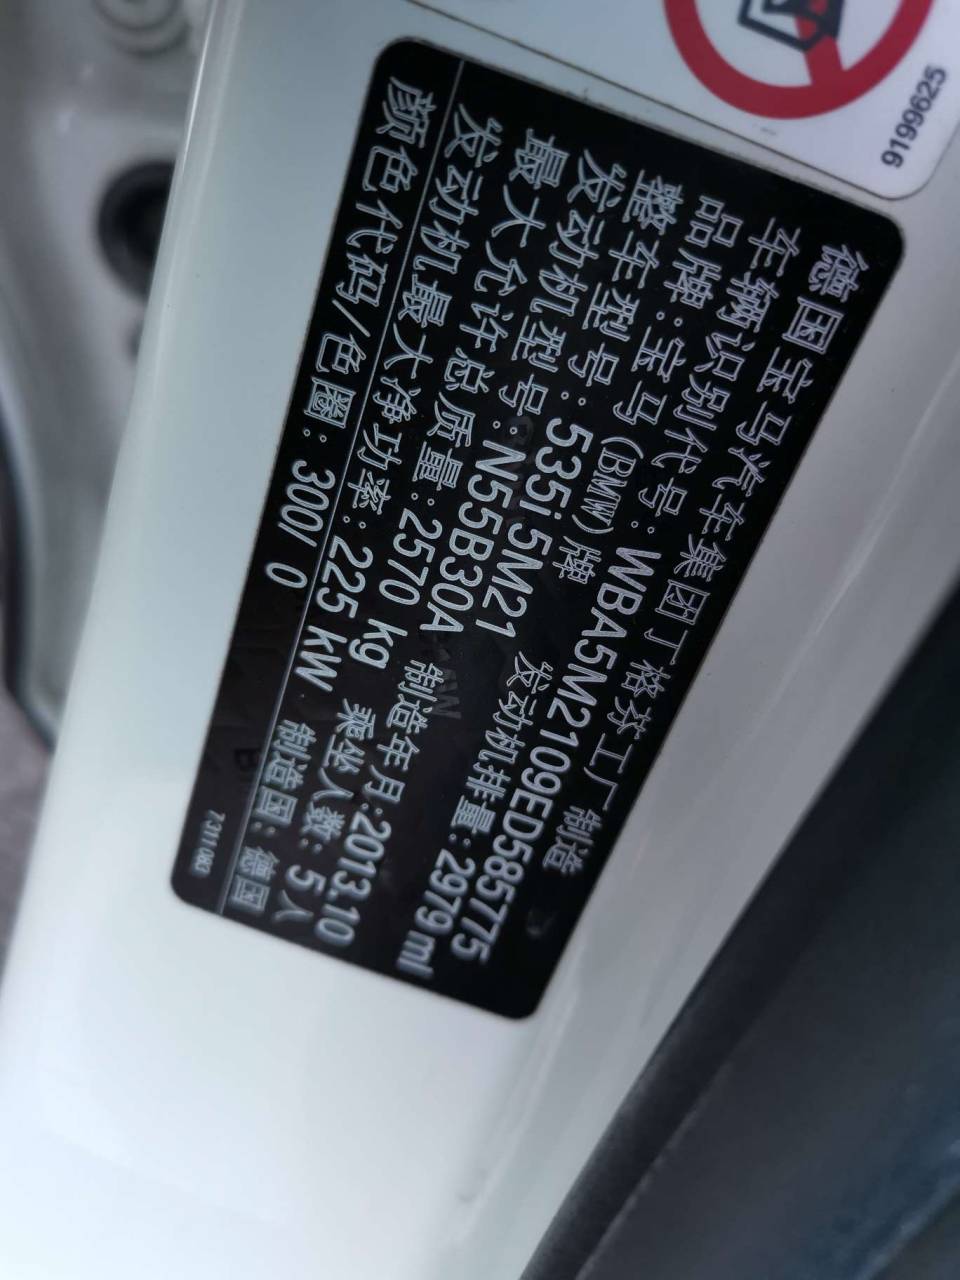 9199625
德国宝马汽车集团丁格芬工厂 制造
车辆识别代号: WBA5M2109ED585775
品牌:宝马(BMW)牌
整车型号: 535i 5M21 发动机排量:2979 ml
发动机型号:N55B30A 制造年月:2013.10
最大允许总质量: 2570 kg 乘坐人数: 5人
发动机最大净功率: 225 kW 制造国: 德国
颜色代码/色圈: 300/ 0
7 311 083